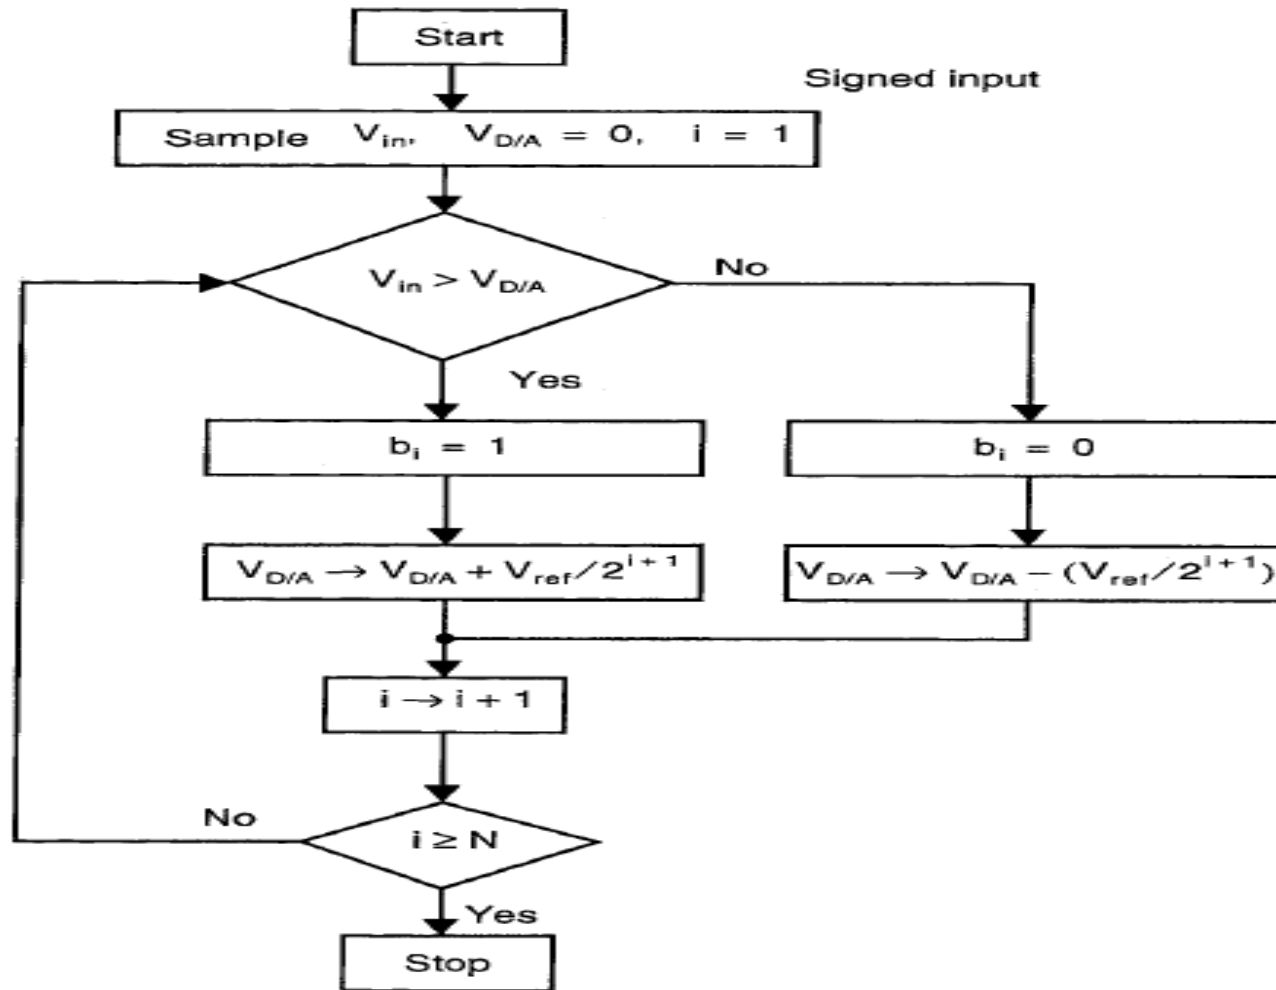 Start
Signed input
Sample V_in, V_D/A = 0, i = 1
V_in > V_D/A
No
Yes
b_i = 1
b_i = 0
V_D/A → V_D/A + V_ref/2^{i + 1}
V_D/A → V_D/A − (V_ref/2^{i + 1})
i → i + 1
No
i ≥ N
Yes
Stop